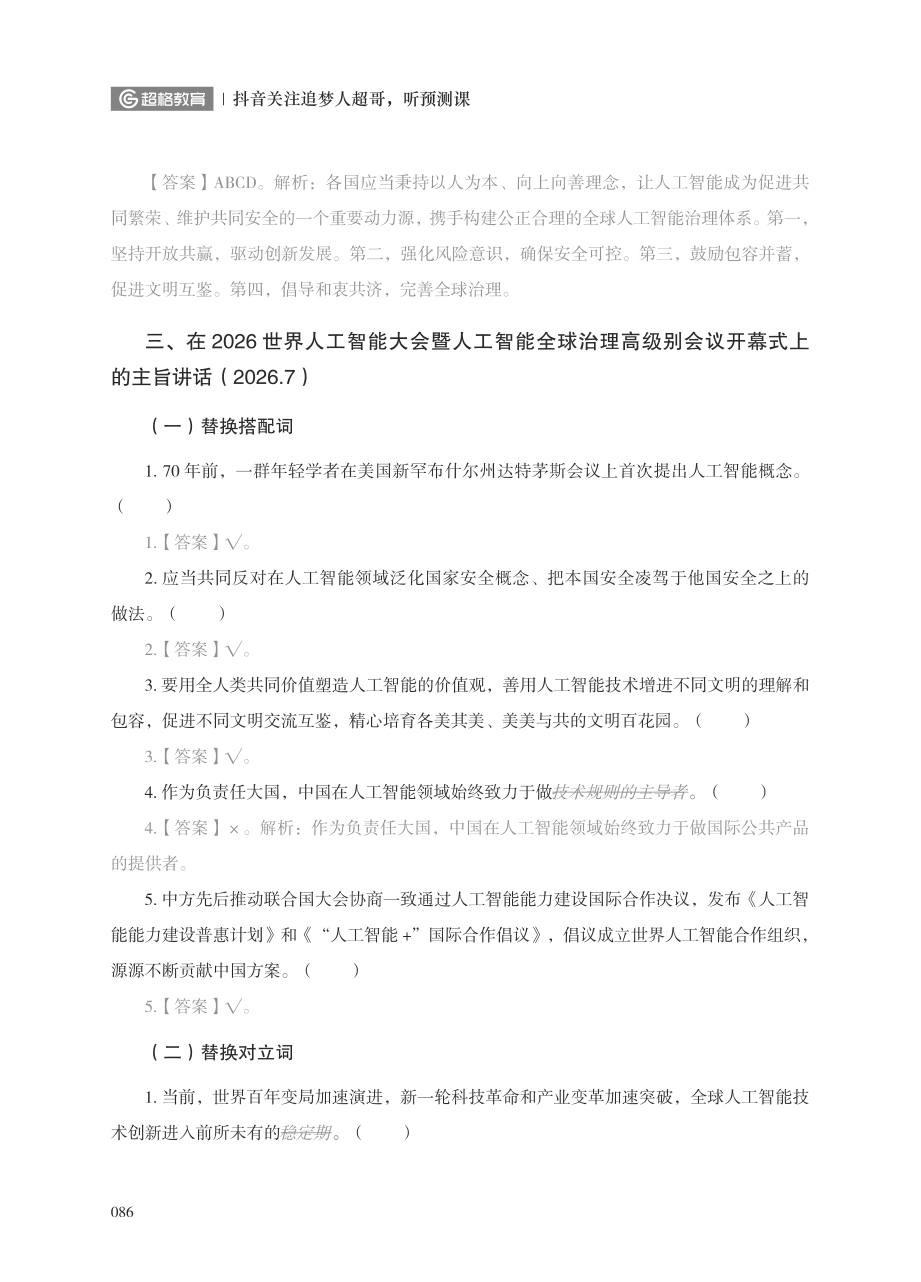 超格教育 | 抖音关注追梦人超哥，听预测课
【答案】ABCD。解析：各国应当秉持以人为本、向上向善理念，让人工智能成为促进共
同繁荣、维护共同安全的一个重要动力源，携手构建公正合理的全球人工智能治理体系。第一，
坚持开放共赢，驱动创新发展。第二，强化风险意识，确保安全可控。第三，鼓励包容并蓄，
促进文明互鉴。第四，倡导和衷共济，完善全球治理。
三、在 2026 世界人工智能大会暨人工智能全球治理高级别会议开幕式上
的主旨讲话（2026.7）
（一）替换搭配词
1. 70 年前，一群年轻学者在美国新罕布什尔州达特茅斯会议上首次提出人工智能概念。
（　　）
1.【答案】√。
2. 应当共同反对在人工智能领域泛化国家安全概念、把本国安全凌驾于他国安全之上的
做法。（　　）
2.【答案】√。
3. 要用全人类共同价值塑造人工智能的价值观，善用人工智能技术增进不同文明的理解和
包容，促进不同文明交流互鉴，精心培育各美其美、美美与共的文明百花园。（　　）
3.【答案】√。
4. 作为负责任大国，中国在人工智能领域始终致力于做技术规则的主导者。（　　）
4.【答案】×。解析：作为负责任大国，中国在人工智能领域始终致力于做国际公共产品
的提供者。
5. 中方先后推动联合国大会协商一致通过人工智能能力建设国际合作决议，发布《人工智
能能力建设普惠计划》和《“人工智能 +”国际合作倡议》，倡议成立世界人工智能合作组织，
源源不断贡献中国方案。（　　）
5.【答案】√。
（二）替换对立词
1. 当前，世界百年变局加速演进，新一轮科技革命和产业变革加速突破，全球人工智能技
术创新进入前所未有的稳定期。（　　）
086